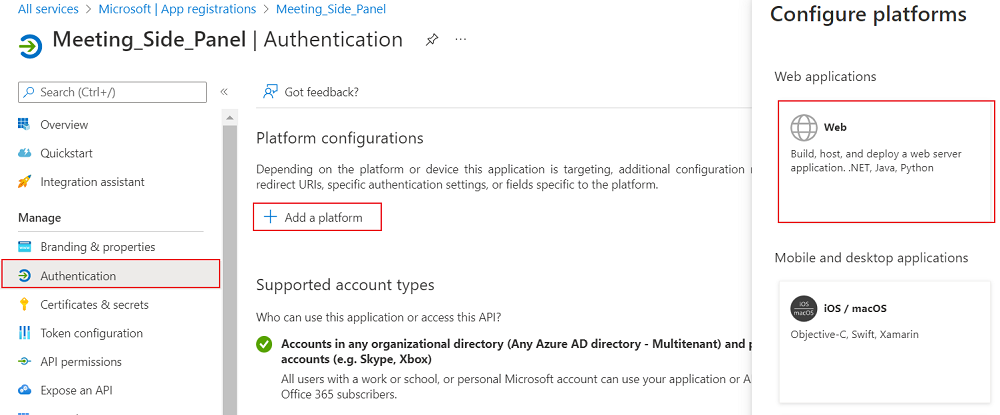 All services > Microsoft | App registrations > Meeting_Side_Panel
Meeting_Side_Panel | Authentication
Search (Ctrl+/)
Overview
Quickstart
Integration assistant
Manage
Branding & properties
Authentication
Certificates & secrets
Token configuration
API permissions
Expose an API
Got feedback?
Platform configurations
Depending on the platform or device this application is targeting, additional configuration
redirect URIs, specific authentication settings, or fields specific to the platform.
Add a platform
Supported account types
Who can use this application or access this API?
Accounts in any organizational directory (Any Azure AD directory - Multitenant) and
accounts (e.g. Skype, Xbox)
All users with a work or school, or personal Microsoft account can use your application or
Office 365 subscribers.
Configure platforms
Web applications
Web
Build, host, and deploy a web server
application. .NET, Java, Python
Mobile and desktop applications
iOS
macOS
iOS / macOS
Objective-C, Swift, Xamarin